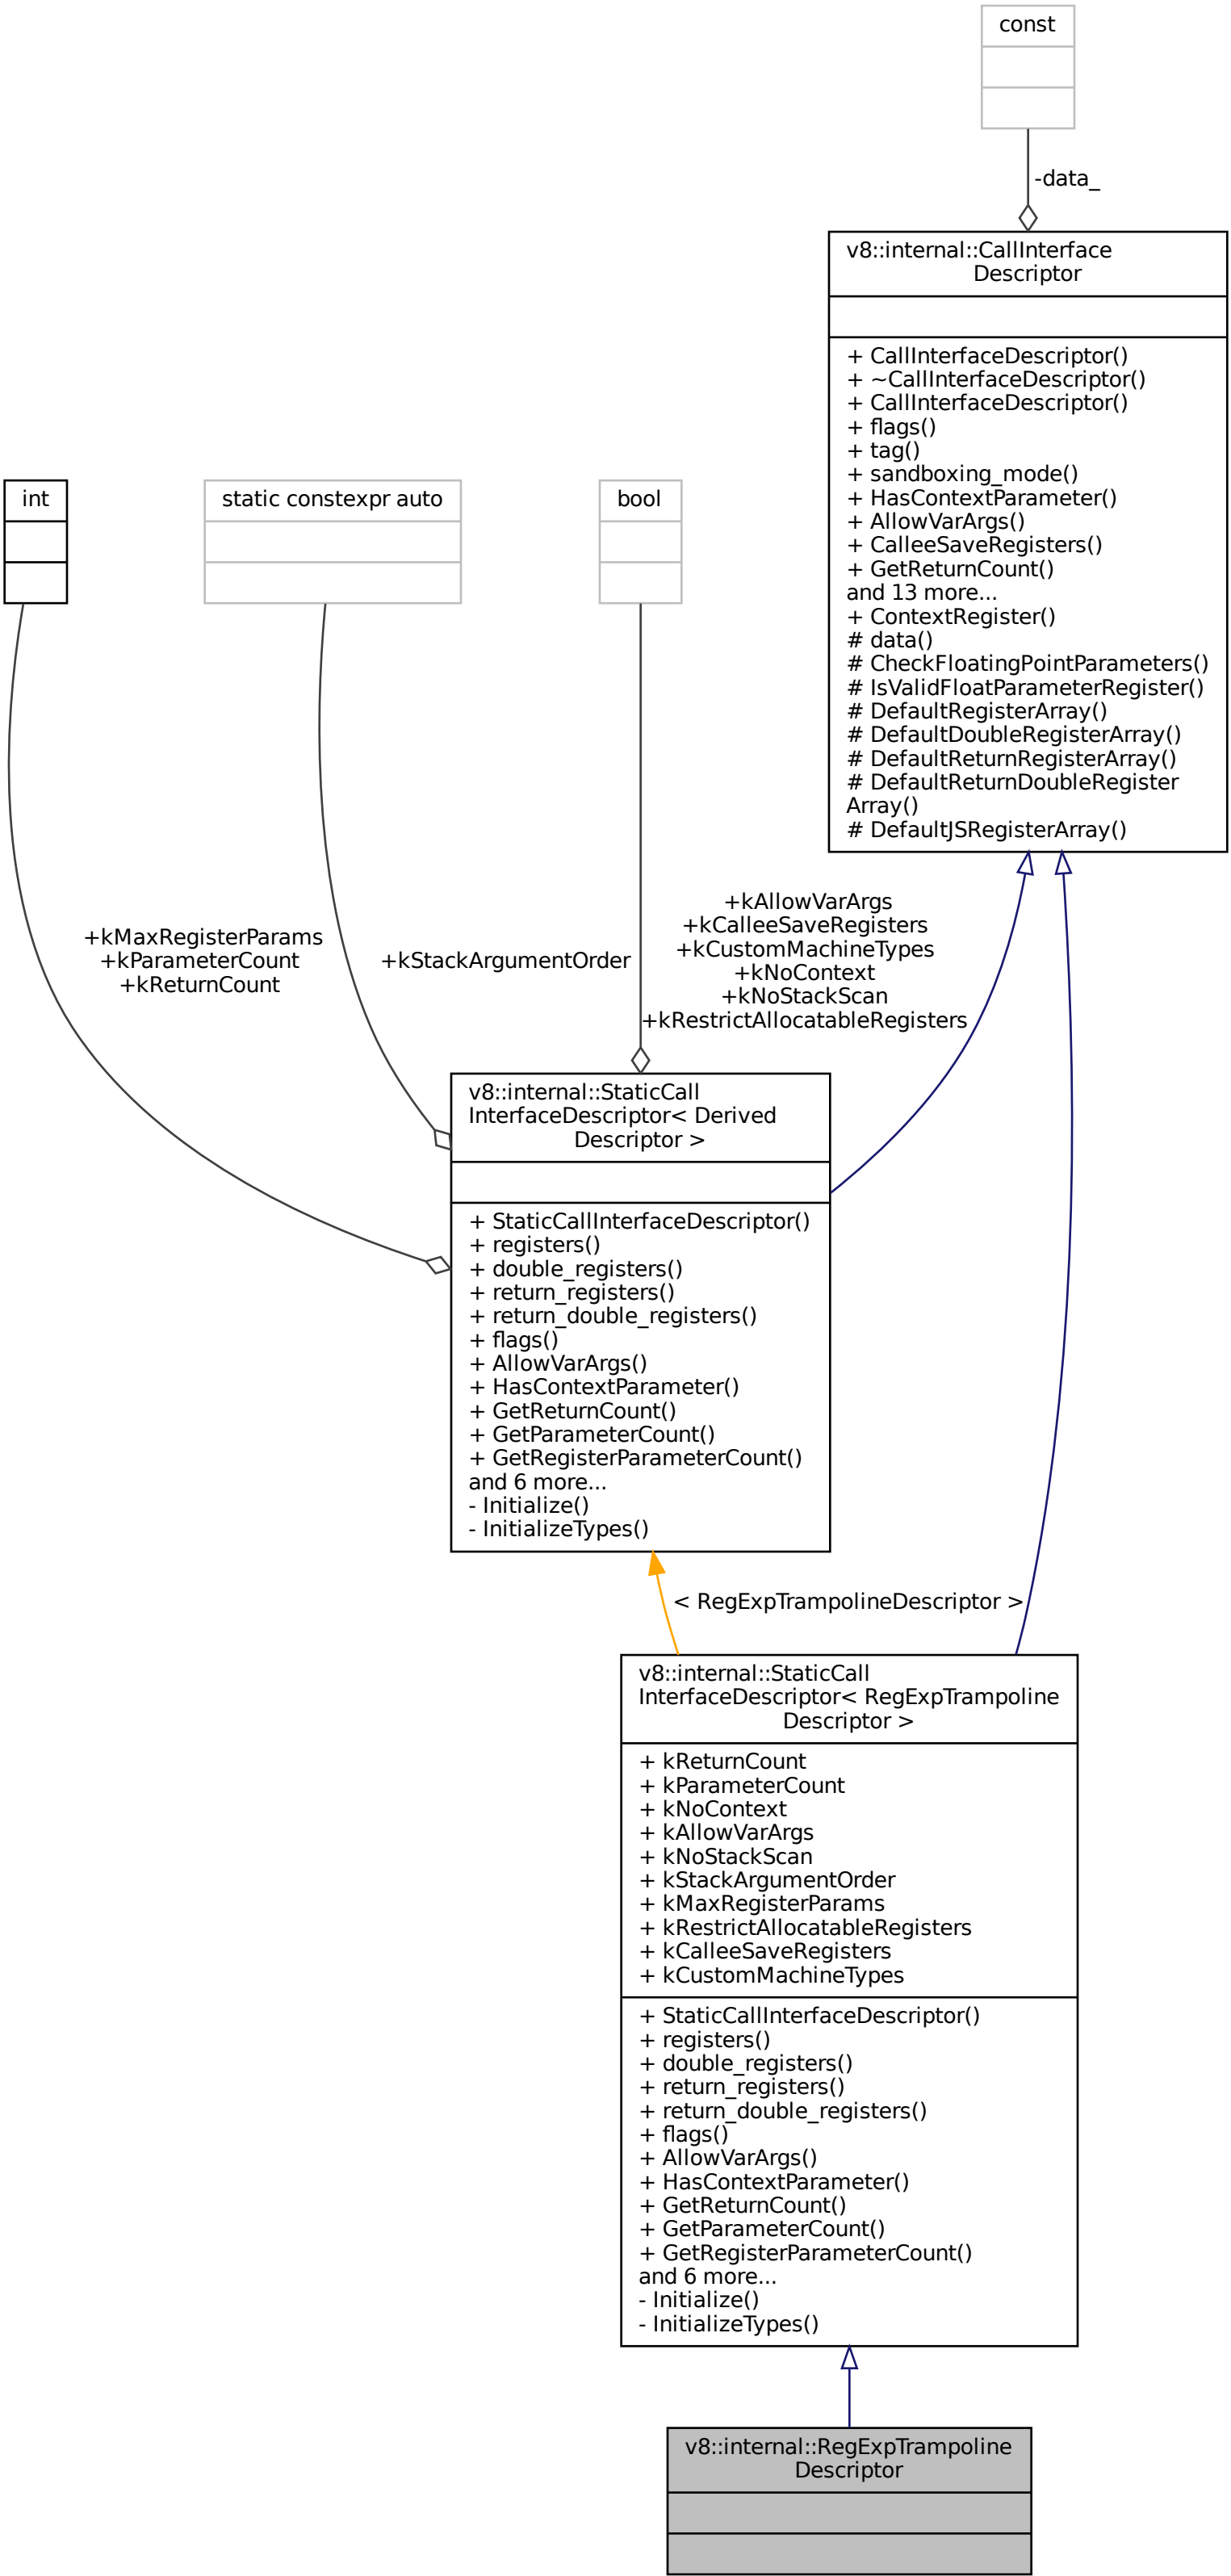 const
-data_
v8::internal::CallInterface
Descriptor
+ CallInterfaceDescriptor()
+ ~CallInterfaceDescriptor()
+ CallInterfaceDescriptor()
+ flags()
+ tag()
+ sandboxing_mode()
+ HasContextParameter()
+ AllowVarArgs()
+ CalleeSaveRegisters()
+ GetReturnCount()
and 13 more...
+ ContextRegister()
# data()
# CheckFloatingPointParameters()
# IsValidFloatParameterRegister()
# DefaultRegisterArray()
# DefaultDoubleRegisterArray()
# DefaultReturnRegisterArray()
# DefaultReturnDoubleRegister
Array()
# DefaultJSRegisterArray()
int
static constexpr auto
bool
+kMaxRegisterParams
+kParameterCount
+kReturnCount
+kStackArgumentOrder
+kAllowVarArgs
+kCalleeSaveRegisters
+kCustomMachineTypes
+kNoContext
+kNoStackScan
+kRestrictAllocatableRegisters
v8::internal::StaticCall
InterfaceDescriptor< Derived
Descriptor >
+ StaticCallInterfaceDescriptor()
+ registers()
+ double_registers()
+ return_registers()
+ return_double_registers()
+ flags()
+ AllowVarArgs()
+ HasContextParameter()
+ GetReturnCount()
+ GetParameterCount()
+ GetRegisterParameterCount()
and 6 more...
- Initialize()
- InitializeTypes()
< RegExpTrampolineDescriptor >
v8::internal::StaticCall
InterfaceDescriptor< RegExpTrampoline
Descriptor >
+ kReturnCount
+ kParameterCount
+ kNoContext
+ kAllowVarArgs
+ kNoStackScan
+ kStackArgumentOrder
+ kMaxRegisterParams
+ kRestrictAllocatableRegisters
+ kCalleeSaveRegisters
+ kCustomMachineTypes
+ StaticCallInterfaceDescriptor()
+ registers()
+ double_registers()
+ return_registers()
+ return_double_registers()
+ flags()
+ AllowVarArgs()
+ HasContextParameter()
+ GetReturnCount()
+ GetParameterCount()
+ GetRegisterParameterCount()
and 6 more...
- Initialize()
- InitializeTypes()
v8::internal::RegExpTrampoline
Descriptor